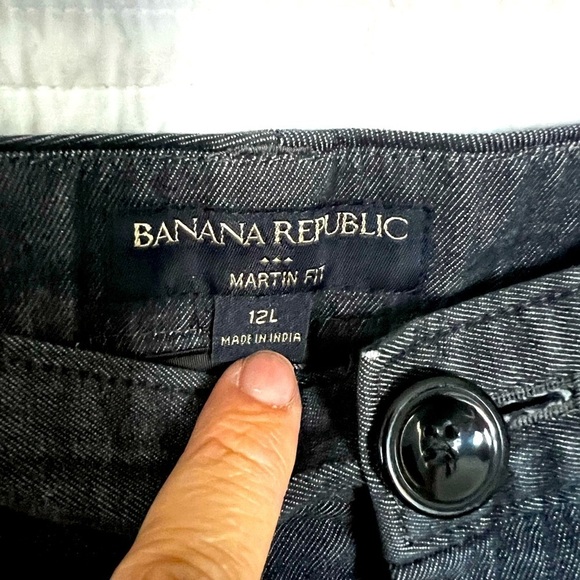 BANANA REPUBLIC
MARTIN FIT
12L
MADE IN INDIA